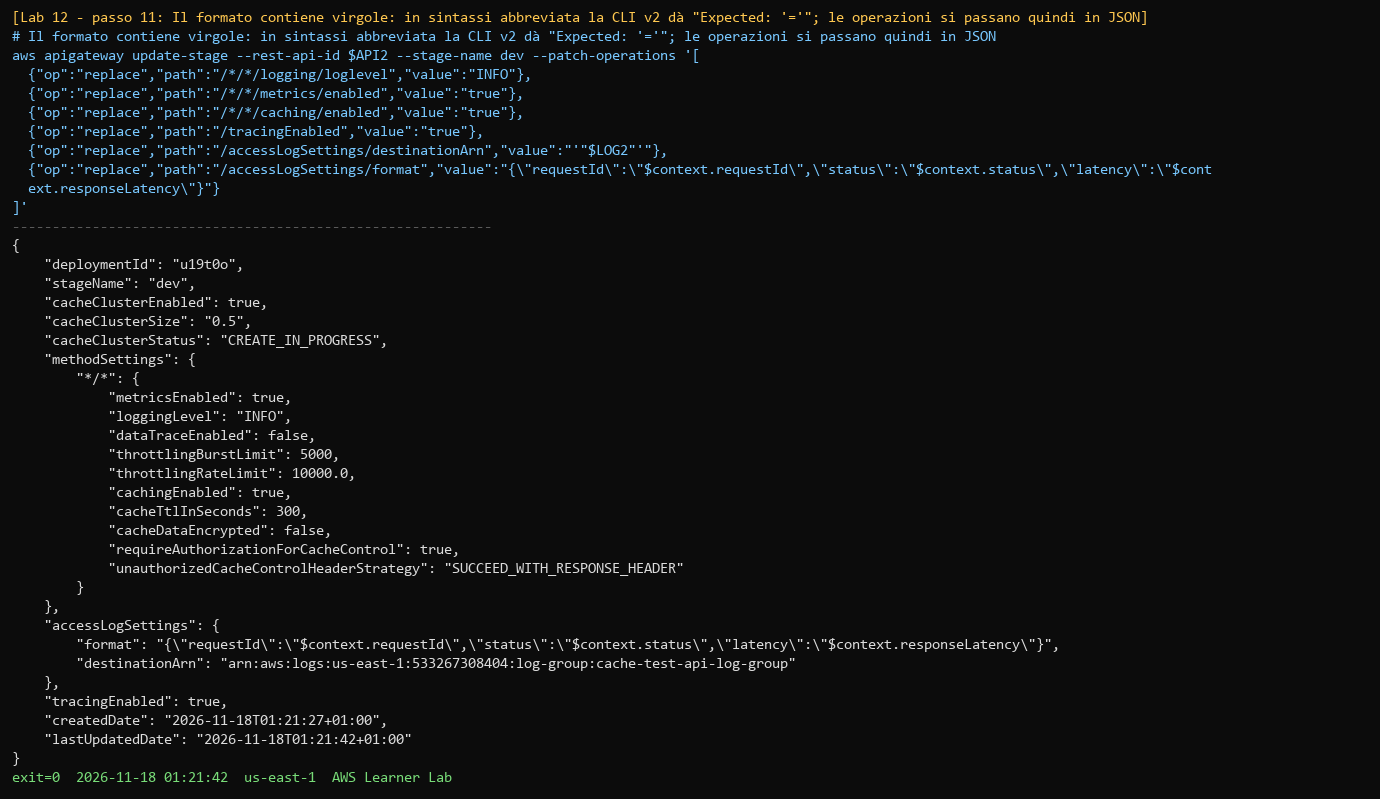 [Lab 12 - passo 11: Il formato contiene virgole: in sintassi abbreviata la CLI v2 dà "Expected: '='"; le operazioni si passano quindi in JSON]
# Il formato contiene virgole: in sintassi abbreviata la CLI v2 dà "Expected: '='"; le operazioni si passano quindi in JSON
aws apigateway update-stage --rest-api-id $API2 --stage-name dev --patch-operations '[
  {"op":"replace","path":"/*/*/logging/loglevel","value":"INFO"},
  {"op":"replace","path":"/*/*/metrics/enabled","value":"true"},
  {"op":"replace","path":"/*/*/caching/enabled","value":"true"},
  {"op":"replace","path":"/tracingEnabled","value":"true"},
  {"op":"replace","path":"/accessLogSettings/destinationArn","value":"'"$LOG2"'"},
  {"op":"replace","path":"/accessLogSettings/format","value":"{\"requestId\":\"$context.requestId\",\"status\":\"$context.status\",\"latency\":\"$cont
  ext.responseLatency\"}"}
]'
------------------------------------------------------------
{
    "deploymentId": "u19t0o",
    "stageName": "dev",
    "cacheClusterEnabled": true,
    "cacheClusterSize": "0.5",
    "cacheClusterStatus": "CREATE_IN_PROGRESS",
    "methodSettings": {
        "*/*": {
            "metricsEnabled": true,
            "loggingLevel": "INFO",
            "dataTraceEnabled": false,
            "throttlingBurstLimit": 5000,
            "throttlingRateLimit": 10000.0,
            "cachingEnabled": true,
            "cacheTtlInSeconds": 300,
            "cacheDataEncrypted": false,
            "requireAuthorizationForCacheControl": true,
            "unauthorizedCacheControlHeaderStrategy": "SUCCEED_WITH_RESPONSE_HEADER"
        }
    },
    "accessLogSettings": {
        "format": "{\"requestId\":\"$context.requestId\",\"status\":\"$context.status\",\"latency\":\"$context.responseLatency\"}",
        "destinationArn": "arn:aws:logs:us-east-1:533267308404:log-group:cache-test-api-log-group"
    },
    "tracingEnabled": true,
    "createdDate": "2026-11-18T01:21:27+01:00",
    "lastUpdatedDate": "2026-11-18T01:21:42+01:00"
}
exit=0  2026-11-18 01:21:42  us-east-1  AWS Learner Lab